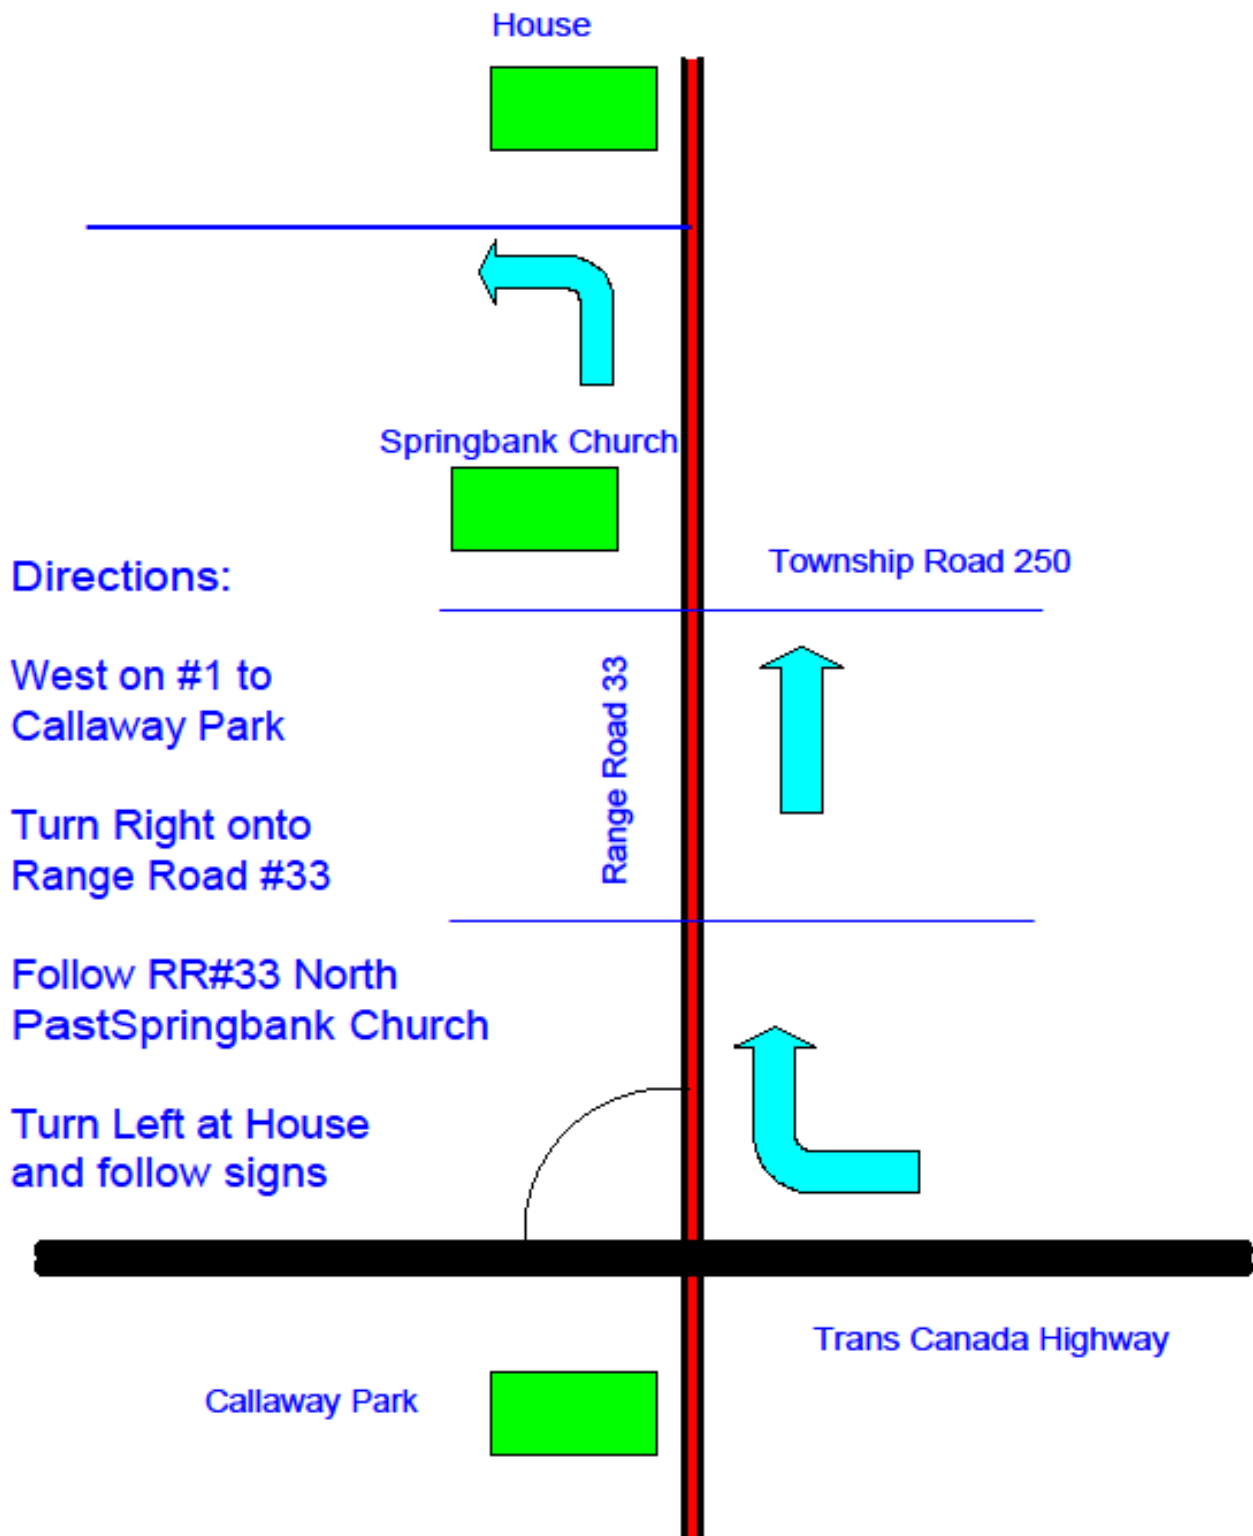 House
Springbank Church
Township Road 250
Directions:
West on #1 to
Callaway Park
Range Road 33
Turn Right onto
Range Road #33
Follow RR#33 North
PastSpringbank Church
Turn Left at House
and follow signs
Trans Canada Highway
Callaway Park